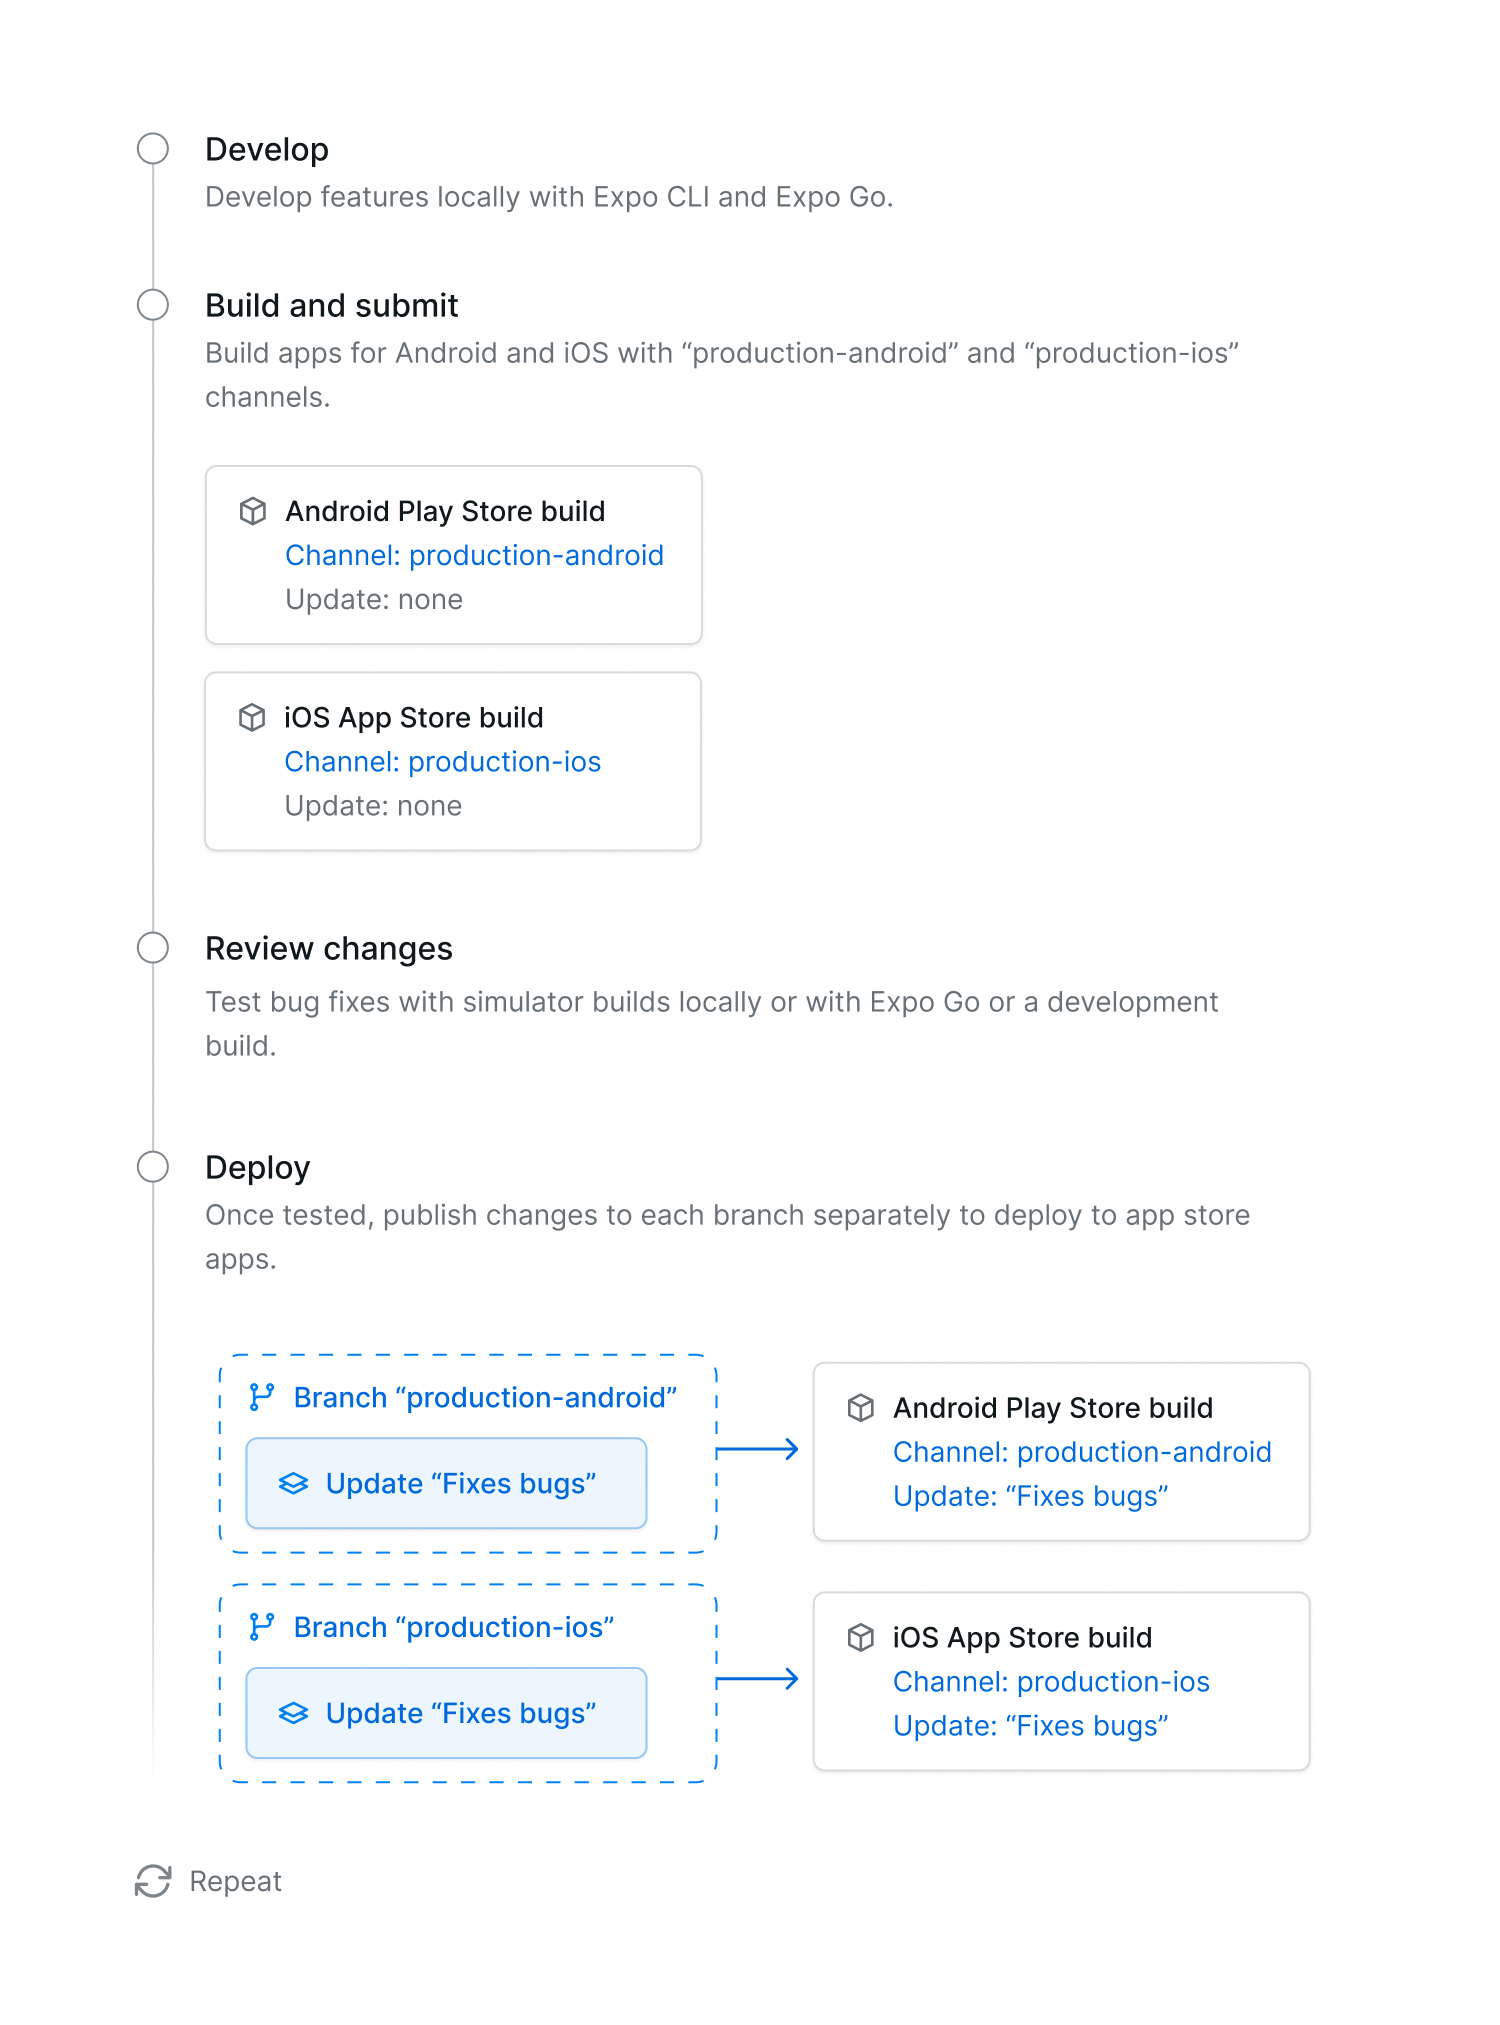 Develop
Develop features locally with Expo CLI and Expo Go.
Build and submit
Build apps for Android and iOS with “production-android” and “production-ios”
channels.
Android Play Store build
Channel: production-android
Update: none
iOS App Store build
Channel: production-ios
Update: none
Review changes
Test bug fixes with simulator builds locally or with Expo Go or a development
build.
Deploy
Once tested, publish changes to each branch separately to deploy to app store
apps.
Branch “production-android”
Update “Fixes bugs”
Android Play Store build
Channel: production-android
Update: “Fixes bugs”
Branch “production-ios”
Update “Fixes bugs”
iOS App Store build
Channel: production-ios
Update: “Fixes bugs”
Repeat